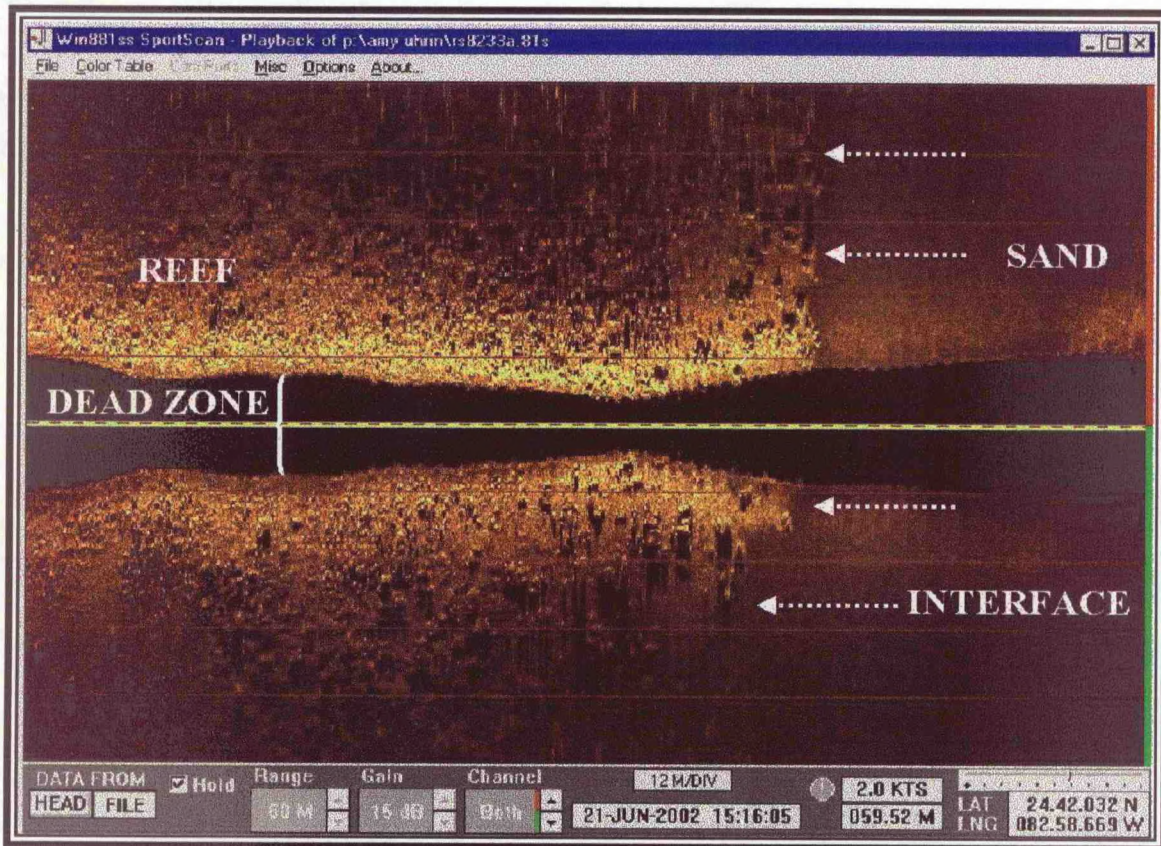 Win881ss SportScan - Playback of p:\amy uhrin\rs8233a.81s
File Color Table Misc Options About...
REEF
SAND
DEAD ZONE
INTERFACE
DATA FROM
HEAD FILE
Hold
Range
60 M
Gain
15 dB
Channel
Both
12 M/DIV
21-JUN-2002 15:16:05
2.0 KTS
059.52 M
LAT 24.42.032 N
LNG 082.58.669 W